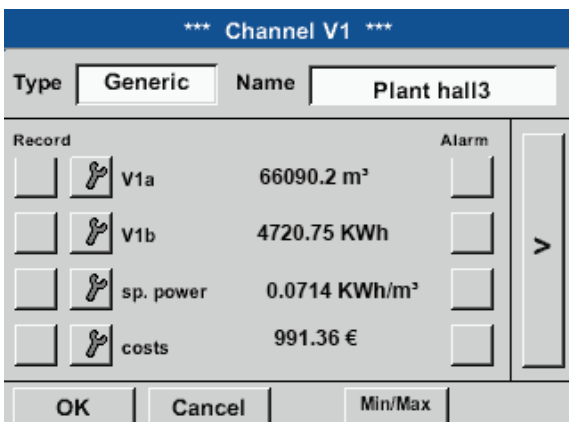 *** Channel V1 ***
Type Generic Name Plant hall3
Record Alarm
V1a 66090.2 m³
V1b 4720.75 KWh
>
sp. power 0.0714 KWh/m³
costs 991.36 €
OK Cancel Min/Max